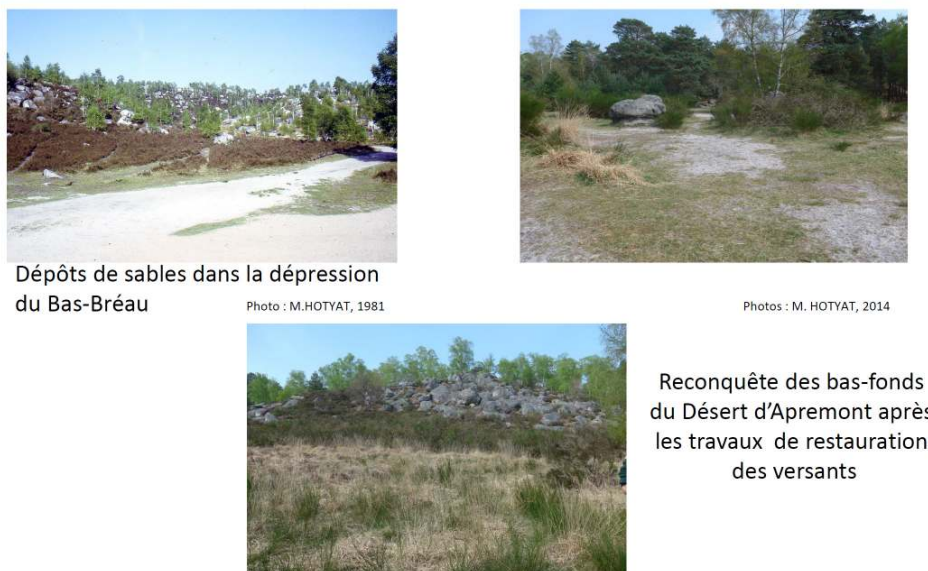 Dépôts de sables dans la dépression
du Bas-Bréau
Photo : M.HOTYAT, 1981
Photos : M. HOTYAT, 2014
Reconquête des bas-fonds
du Désert d’Apremont après
les travaux de restauration
des versants